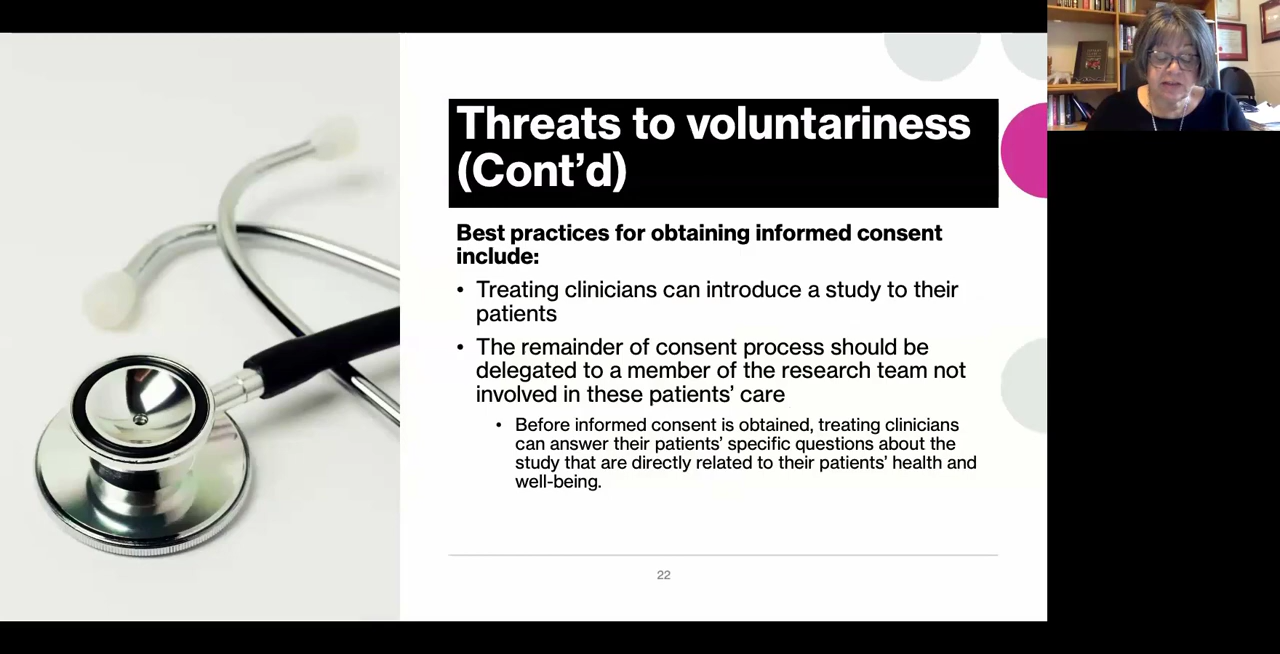 Threats to voluntariness
(Cont’d)
Best practices for obtaining informed consent
include:
• Treating clinicians can introduce a study to their
patients
• The remainder of consent process should be
delegated to a member of the research team not
involved in these patients’ care
• Before informed consent is obtained, treating clinicians
can answer their patients’ specific questions about the
study that are directly related to their patients’ health and
well-being.
22